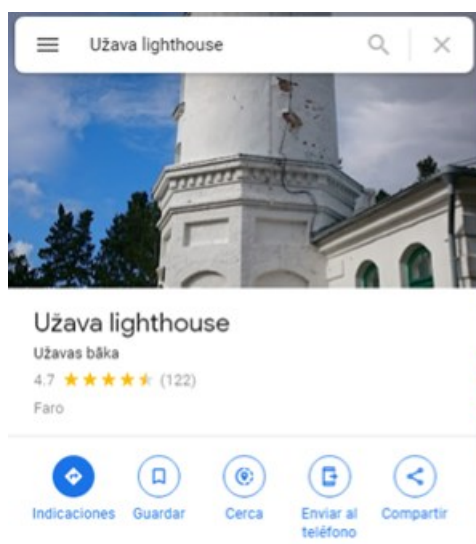 Užava lighthouse
Užava lighthouse
Užavas bāka
4.7 (122)
Faro
Indicaciones Guardar Cerca Enviar al teléfono Compartir